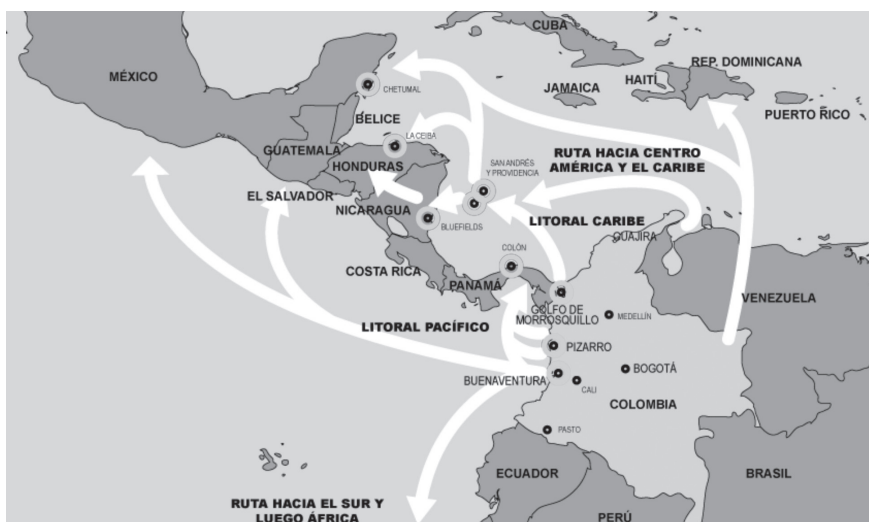 CUBA
REP. DOMINICANA
MÉXICO
HAITÍ
JAMAICA
CHETUMAL
PUERTO RICO
BELICE
LA CEIBA
GUATEMALA
RUTA HACIA CENTRO
AMÉRICA Y EL CARIBE
SAN ANDRÉS
Y PROVIDENCIA
HONDURAS
EL SALVADOR
NICARAGUA
LITORAL CARIBE
BLUEFIELDS
GUAJIRA
COLÓN
COSTA RICA
PANAMÁ
VENEZUELA
GOLFO DE
MORROSQUILLO
MEDELLÍN
LITORAL PACÍFICO
PIZARRO
BOGOTÁ
BUENAVENTURA
CALI
COLOMBIA
PASTO
ECUADOR
BRASIL
RUTA HACIA EL SUR Y
LUEGO ÁFRICA
PERÚ